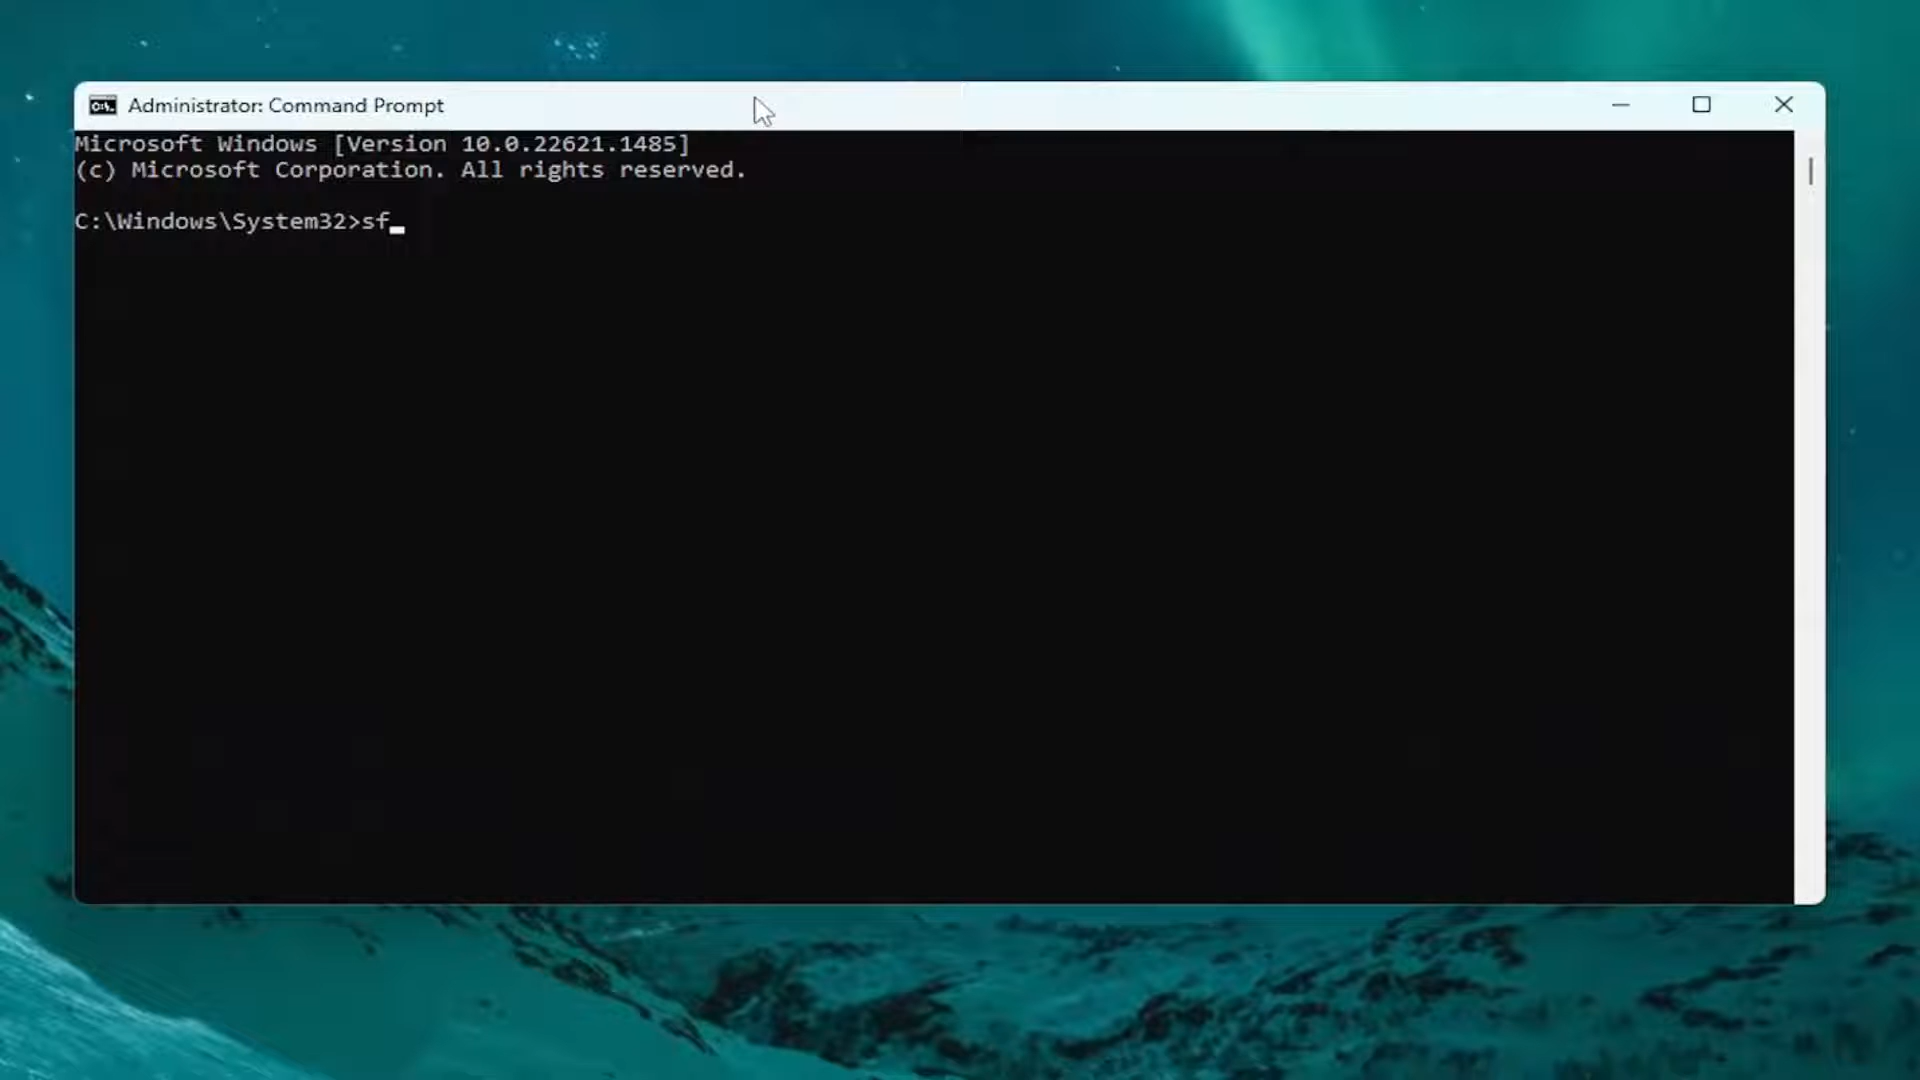 Administrator: Command Prompt
Microsoft Windows [Version 10.0.22621.1485]
(c) Microsoft Corporation. All rights reserved.
C:\Windows\System32>sf